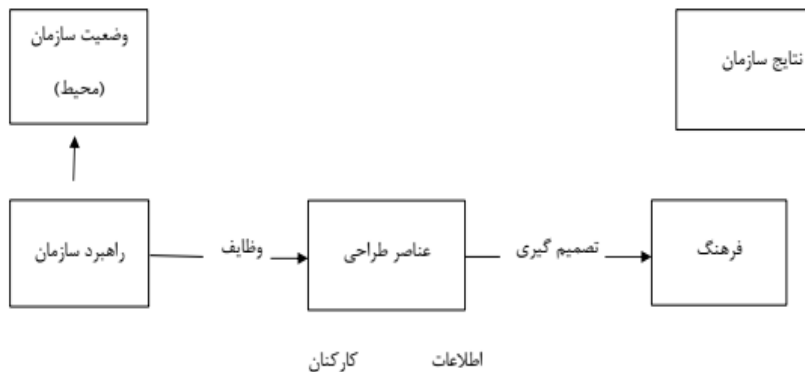 نتایج سازمان
وضعیت سازمان
(محیط)
فرهنگ
تصمیم گیری
عناصر طراحی
وظایف
راهبرد سازمان
اطلاعات
کارکنان